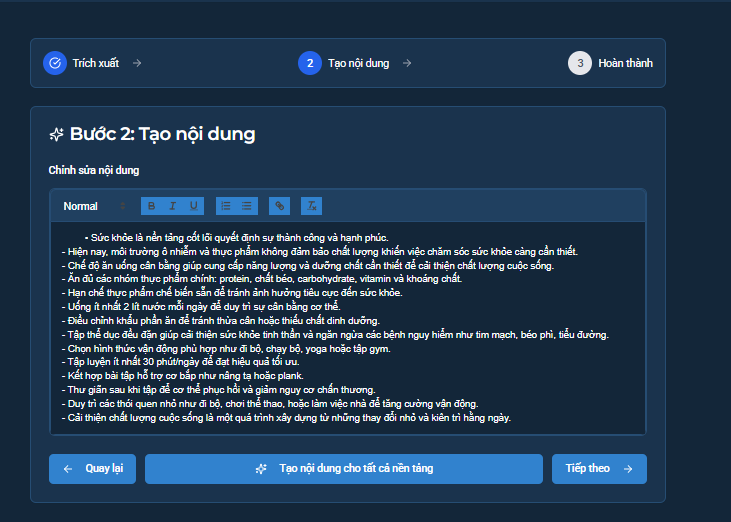 Trích xuất
2
Tạo nội dung
3
Hoàn thành
Bước 2: Tạo nội dung
Chỉnh sửa nội dung
Normal
B I U
• Sức khỏe là nền tảng cốt lõi quyết định sự thành công và hạnh phúc.
- Hiện nay, môi trường ô nhiễm và thực phẩm không đảm bảo chất lượng khiến việc chăm sóc sức khỏe càng cần thiết.
- Chế độ ăn uống cân bằng giúp cung cấp năng lượng và dưỡng chất cần thiết để cải thiện chất lượng cuộc sống.
- Ăn đủ các nhóm thực phẩm chính: protein, chất béo, carbohydrate, vitamin và khoáng chất.
- Hạn chế thực phẩm chế biến sẵn để tránh ảnh hưởng tiêu cực đến sức khỏe.
- Uống ít nhất 2 lít nước mỗi ngày để duy trì sự cân bằng cơ thể.
- Điều chỉnh khẩu phần ăn để tránh thừa cân hoặc thiếu chất dinh dưỡng.
- Tập thể dục đều đặn giúp cải thiện sức khỏe tinh thần và ngăn ngừa các bệnh nguy hiểm như tim mạch, béo phì, tiểu đường.
- Chọn hình thức vận động phù hợp như đi bộ, chạy bộ, yoga hoặc tập gym.
- Tập luyện ít nhất 30 phút/ngày để đạt hiệu quả tối ưu.
- Kết hợp bài tập hỗ trợ cơ bắp như nâng tạ hoặc plank.
- Thư giãn sau khi tập để cơ thể phục hồi và giảm nguy cơ chấn thương.
- Duy trì các thói quen nhỏ như đi bộ, chơi thể thao, hoặc làm việc nhà để tăng cường vận động.
- Cải thiện chất lượng cuộc sống là một quá trình xây dựng từ những thay đổi nhỏ và kiên trì hằng ngày.
Quay lại
Tạo nội dung cho tất cả nền tảng
Tiếp theo